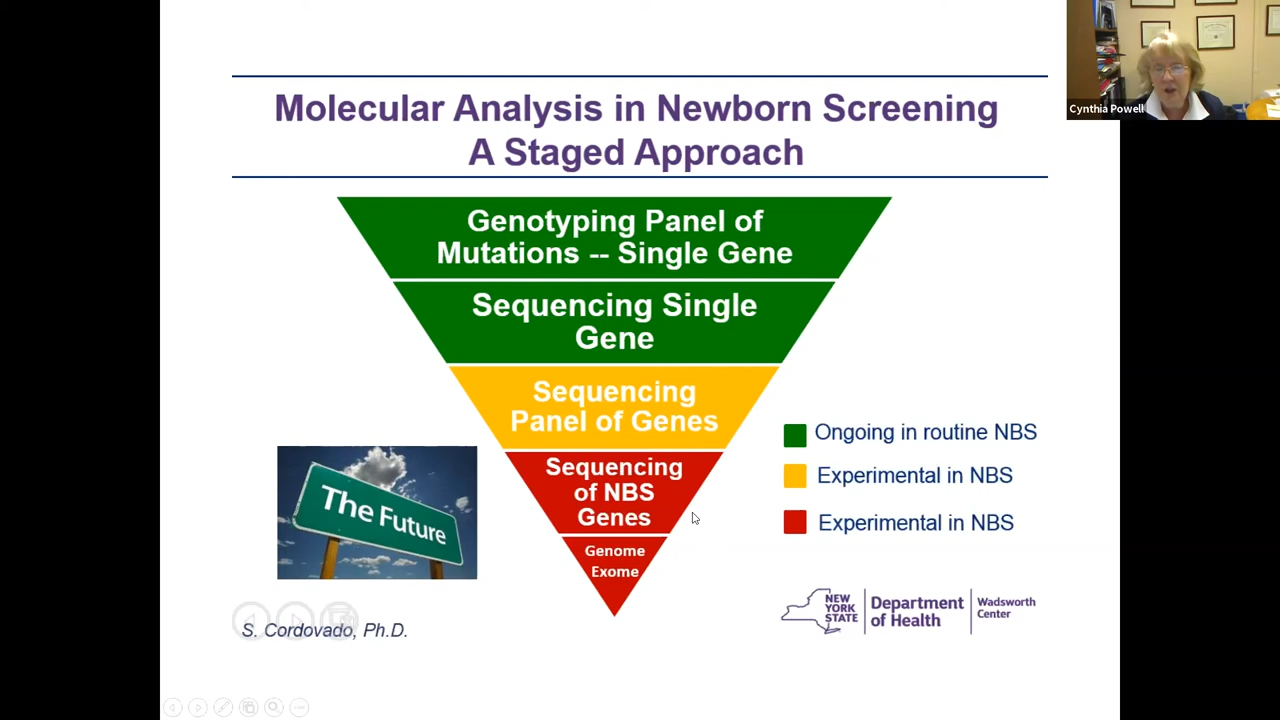 Cynthia Powell
Molecular Analysis in Newborn Screening
A Staged Approach
Genotyping Panel of
Mutations -- Single Gene
Sequencing Single
Gene
Sequencing
Panel of Genes
Sequencing
of NBS
Genes
Genome
Exome
Ongoing in routine NBS
Experimental in NBS
Experimental in NBS
The Future
NEW
YORK
STATE
Department
of Health
Wadsworth
Center
S. Cordovado, Ph.D.